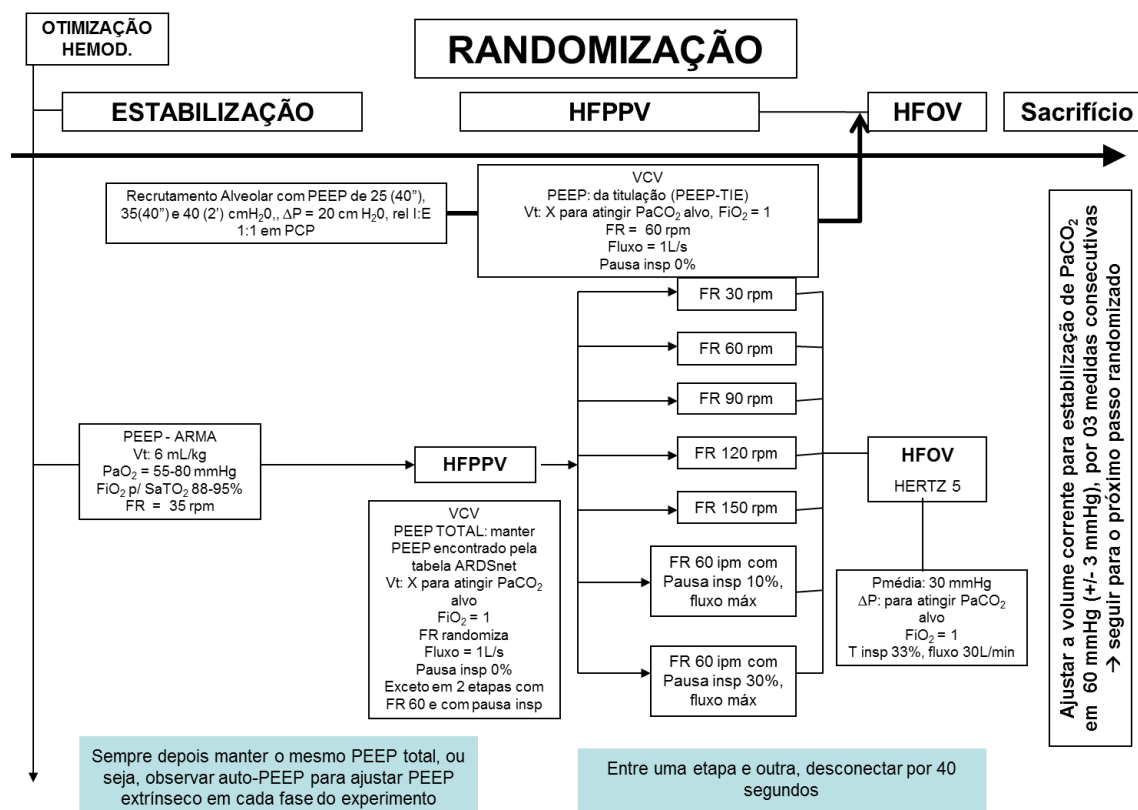 OTIMIZAÇÃO
HEMOD.
RANDOMIZAÇÃO
ESTABILIZAÇÃO
HFPPV
HFOV
Sacrifício
Recrutamento Alveolar com PEEP de 25 (40”),
35(40”) e 40 (2’) cmH₂0,, ΔP = 20 cm H₂0, rel I:E
1:1 em PCP
VCV
PEEP: da titulação (PEEP-TIE)
Vt: X para atingir PaCO₂ alvo, FiO₂ = 1
FR = 60 rpm
Fluxo = 1L/s
Pausa insp 0%
FR 30 rpm
FR 60 rpm
FR 90 rpm
FR 120 rpm
FR 150 rpm
FR 60 ipm com
Pausa insp 10%,
fluxo máx
FR 60 ipm com
Pausa insp 30%,
fluxo máx
PEEP - ARMA
Vt: 6 mL/kg
PaO₂ = 55-80 mmHg
FiO₂ p/ SaTO₂ 88-95%
FR = 35 rpm
HFPPV
VCV
PEEP TOTAL: manter
PEEP encontrado pela
tabela ARDSnet
Vt: X para atingir PaCO₂
alvo
FiO₂ = 1
FR randomiza
Fluxo = 1L/s
Pausa insp 0%
Exceto em 2 etapas com
FR 60 e com pausa insp
HFOV
HERTZ 5
Pmédia: 30 mmHg
ΔP: para atingir PaCO₂
alvo
FiO₂ = 1
T insp 33%, fluxo 30L/min
Ajustar a volume corrente para estabilização de PaCO₂
em 60 mmHg (+/- 3 mmHg), por 03 medidas consecutivas
→ seguir para o próximo passo randomizado
Sempre depois manter o mesmo PEEP total, ou
seja, observar auto-PEEP para ajustar PEEP
extrínseco em cada fase do experimento
Entre uma etapa e outra, desconectar por 40
segundos